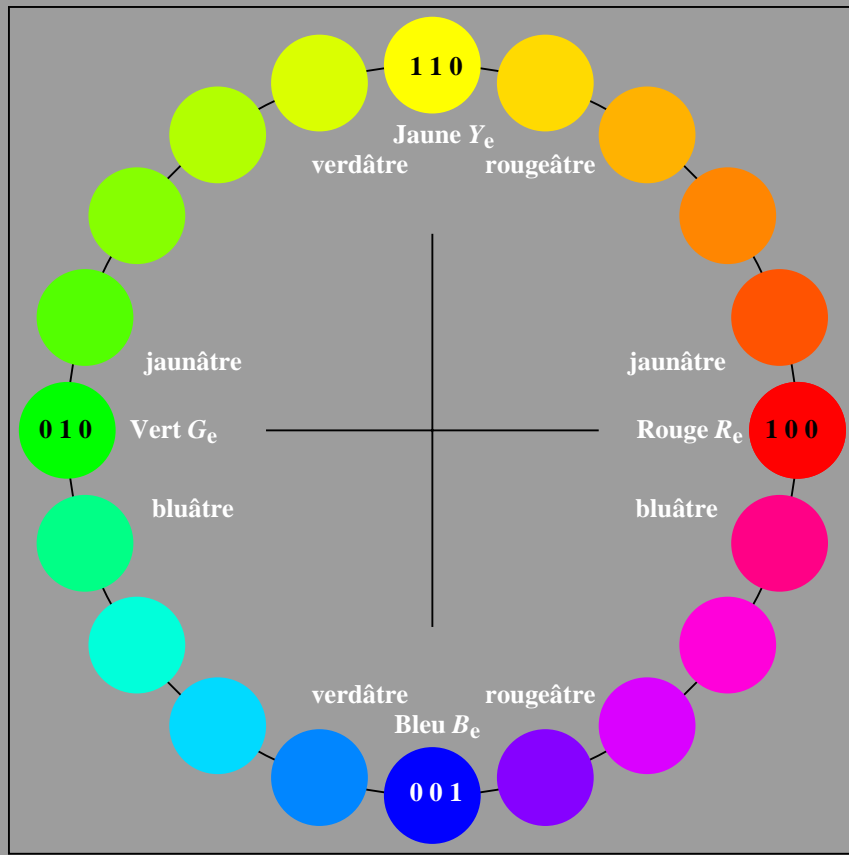 1 1 0
Jaune Ye
verdâtre rougeâtre
jaunâtre jaunâtre
0 1 0 Vert Ge Rouge Re 1 0 0
bluâtre bluâtre
verdâtre rougeâtre
Bleu Be
0 0 1